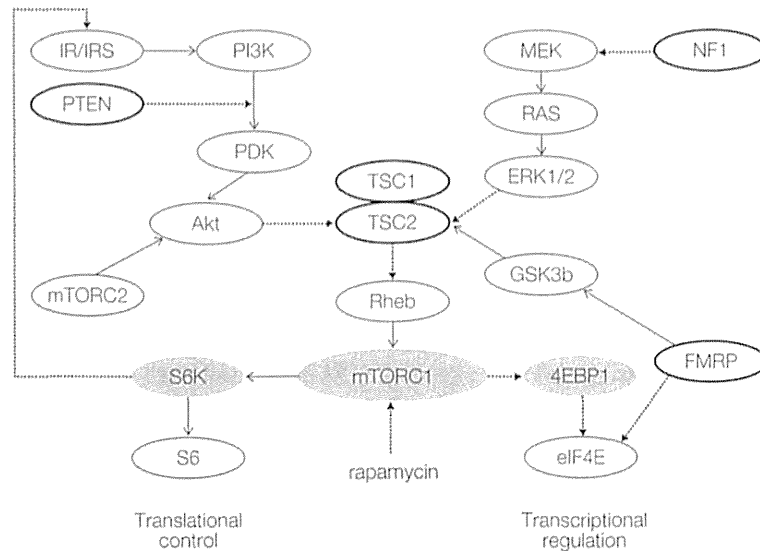 IR/IRS
PI3K
MEK
NF1
PTEN
RAS
PDK
TSC1
ERK1/2
Akt
TSC2
mTORC2
Rheb
GSK3b
S6K
mTORC1
4EBP1
FMRP
S6
rapamycin
eIF4E
Translational
control
Transcriptional
regulation